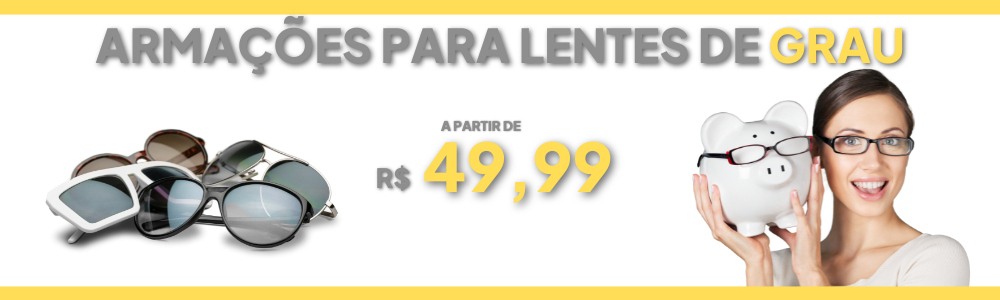 ARMAÇÕES PARA LENTES DE GRAU
A PARTIR DE
R$ 49,99